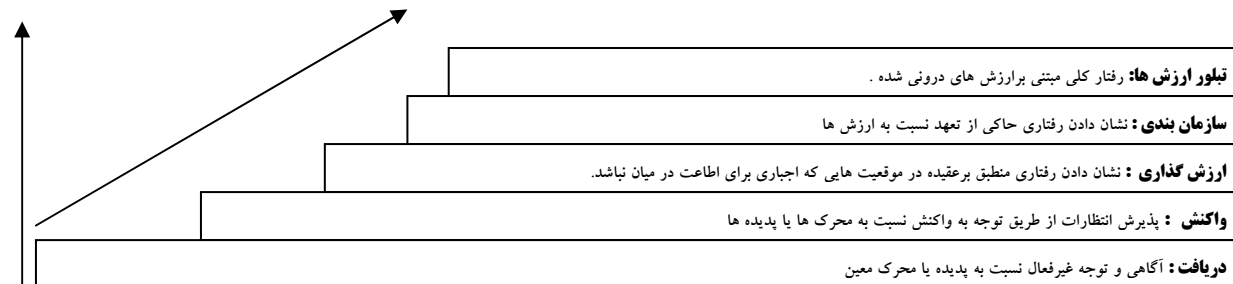 تبلور ارزش ها: رفتار کلی مبتنی برارزش های درونی شده .
سازمان بندی : نشان دادن رفتاری حاکی از تعهد نسبت به ارزش ها
ارزش گذاری : نشان دادن رفتاری منطبق برعقیده در موقعیت هایی که اجباری برای اطاعت در میان نباشد.
واکنش : پذیرش انتظارات از طریق توجه به واکنش نسبت به محرک ها یا پدیده ها
دریافت : آگاهی و توجه غیرفعال نسبت به پدیده یا محرک معین